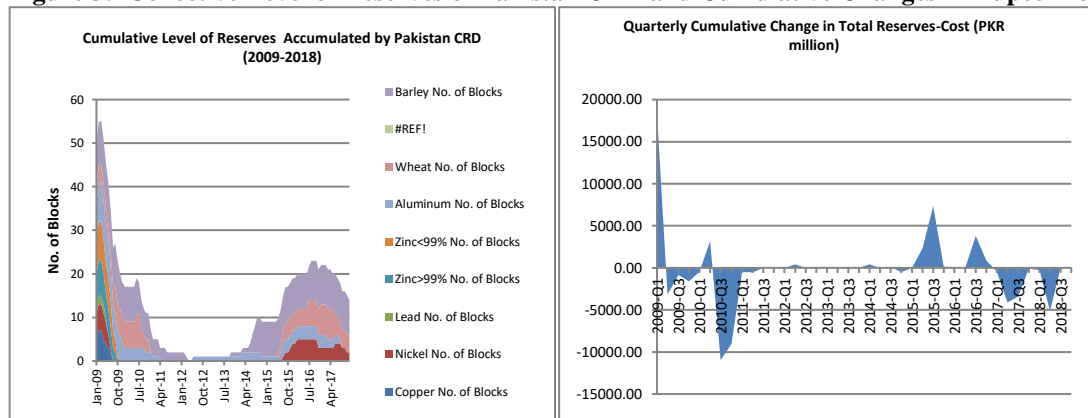 Cumulative Level of Reserves Accumulated by Pakistan CRD
(2009-2018)
No. of Blocks
60
50
40
30
20
10
0
Jan-09
Oct-09
Jul-10
Apr-11
Jan-12
Oct-12
Jul-13
Apr-14
Jan-15
Oct-15
Jul-16
Apr-17
Barley No. of Blocks
#REF!
Wheat No. of Blocks
Aluminum No. of Blocks
Zinc<99% No. of Blocks
Zinc>99% No. of Blocks
Lead No. of Blocks
Nickel No. of Blocks
Copper No. of Blocks
Quarterly Cumulative Change in Total Reserves-Cost (PKR
million)
20000.00
15000.00
10000.00
5000.00
0.00
-5000.00
-10000.00
-15000.00
2009-Q1
2009-Q3
2010-Q1
2010-Q3
2011-Q1
2011-Q3
2012-Q1
2012-Q3
2013-Q1
2013-Q3
2014-Q1
2014-Q3
2015-Q1
2015-Q3
2016-Q1
2016-Q3
2017-Q1
2017-Q3
2018-Q1
2018-Q3